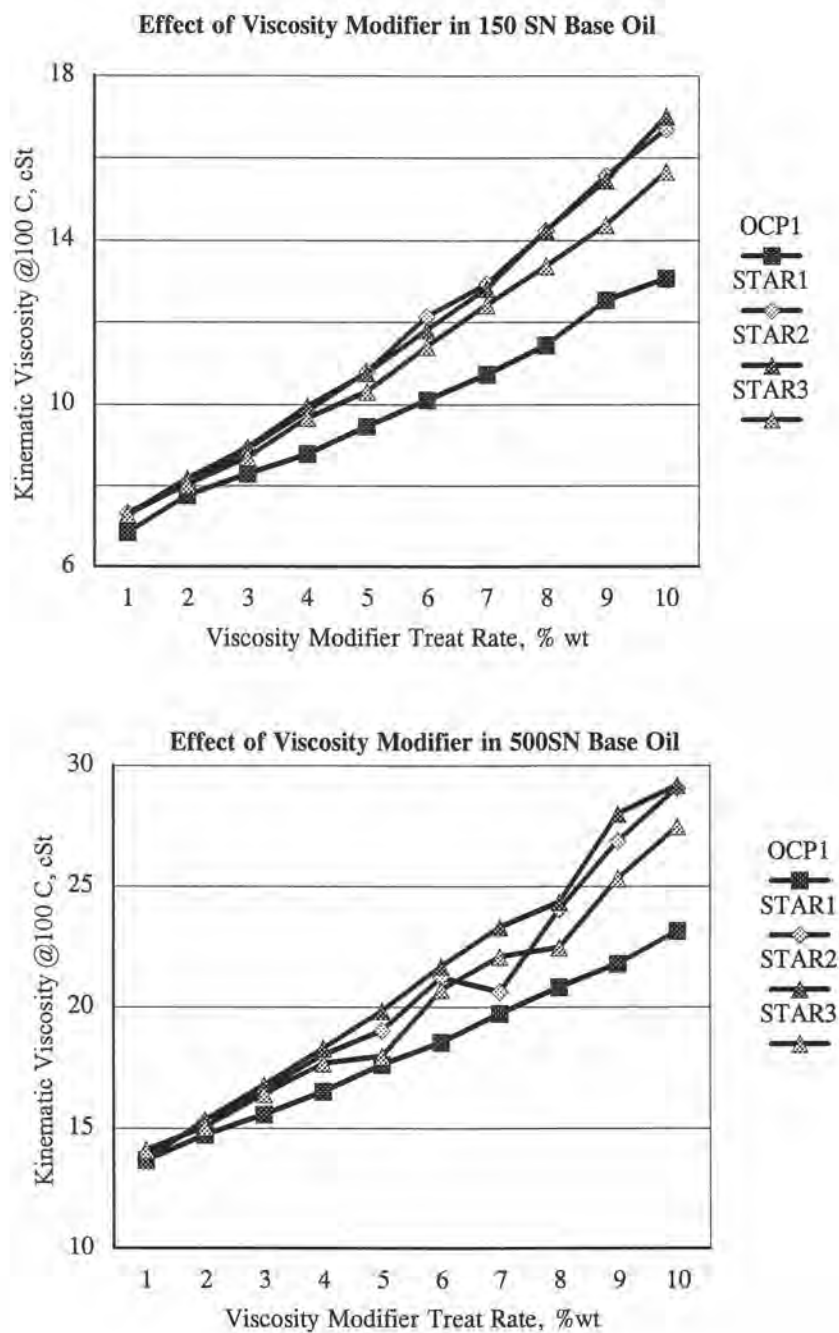 Effect of Viscosity Modifier in 150 SN Base Oil
18
14
10
6
Kinematic Viscosity @100 C, cSt
1 2 3 4 5 6 7 8 9 10
Viscosity Modifier Treat Rate, % wt
OCP1
STAR1
STAR2
STAR3
Effect of Viscosity Modifier in 500SN Base Oil
30
25
20
15
10
Kinematic Viscosity @100 C, cSt
1 2 3 4 5 6 7 8 9 10
Viscosity Modifier Treat Rate, %wt
OCP1
STAR1
STAR2
STAR3